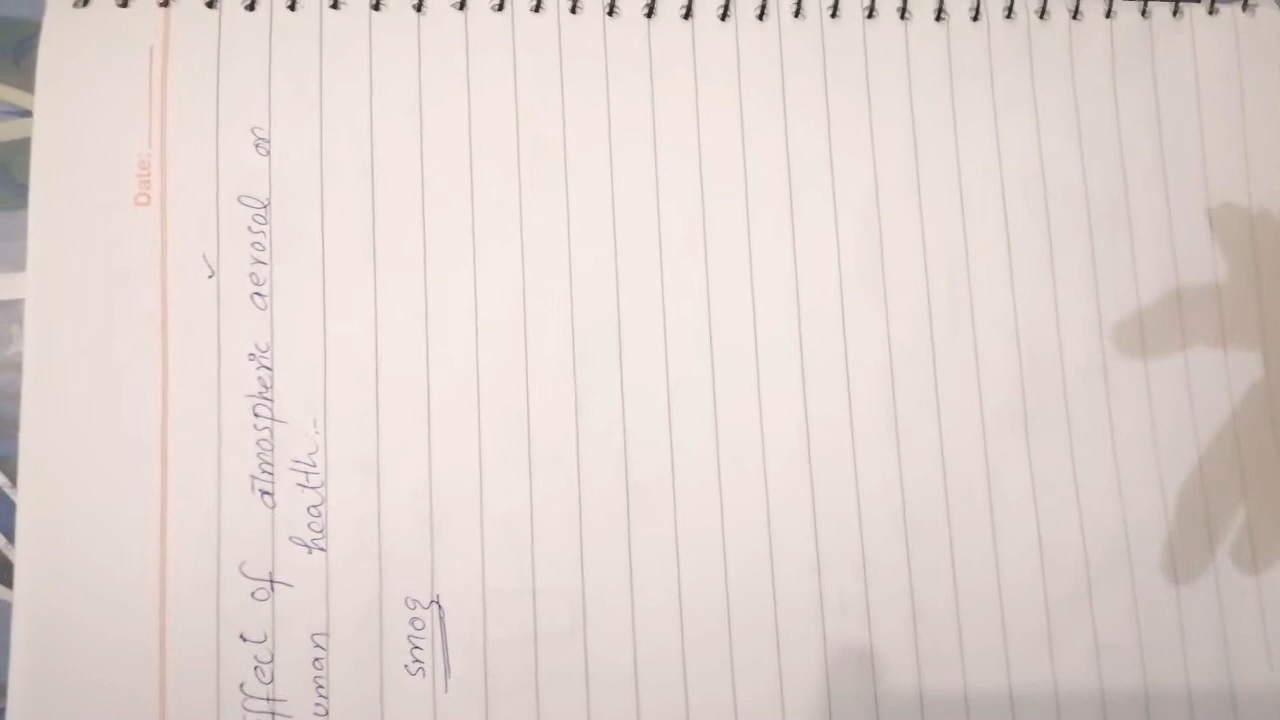 Date:
ffect of atmospheric aerosol on
uman health.-
smog